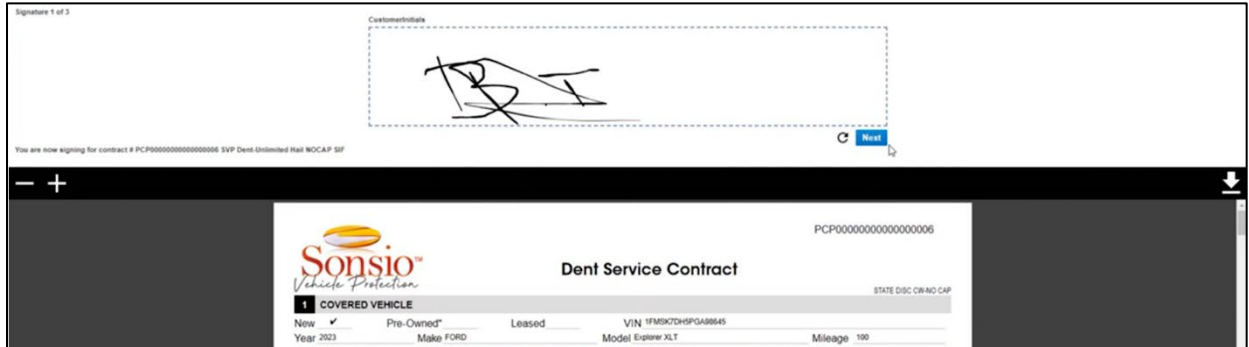 Signature 1 of 3
CustomerInitials
Next
You are now signing for contract # PCP00000000000000006 SVP Dent-Unlimited Hail NOCAP SIF
PCP00000000000000006
Sonsio™
Vehicle Protection
Dent Service Contract
STATE DISC CW-NO CAP
1 COVERED VEHICLE
New ✔ Pre-Owned* Leased VIN 1FMSK7DH5PGA98645
Year 2023 Make FORD Model Explorer XLT Mileage 100